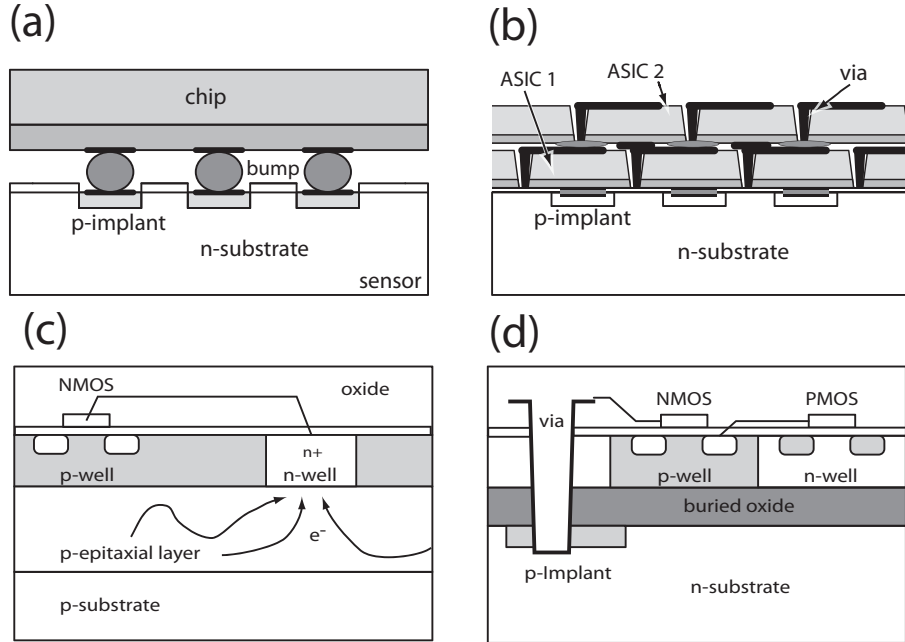 (a)
chip
bump
p-implant
n-substrate
sensor
(b)
ASIC 1
ASIC 2
via
p-implant
n-substrate
(c)
NMOS
oxide
n+
p-well
n-well
e-
p-epitaxial layer
p-substrate
(d)
NMOS
PMOS
via
p-well
n-well
buried oxide
p-Implant
n-substrate